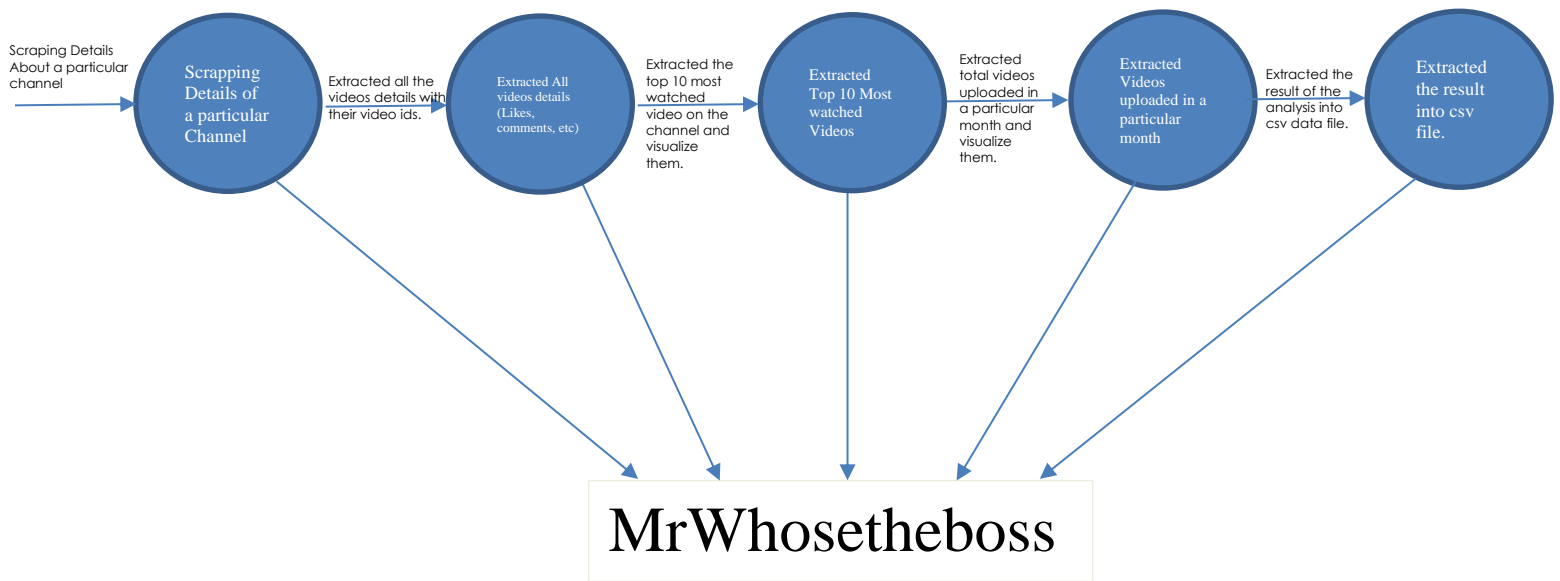 Scraping Details
About a particular
channel
Scrapping
Details of
a particular
Channel
Extracted all the
videos details with
their video ids.
Extracted All
videos details
(Likes,
comments, etc)
Extracted the
top 10 most
watched
video on the
channel and
visualize
them.
Extracted
Top 10 Most
watched
Videos
Extracted
total videos
uploaded in
a particular
month and
visualize
them.
Extracted
Videos
uploaded in a
particular
month
Extracted the
result of the
analysis into
csv data file.
Extracted
the result
into csv
file.
MrWhosetheboss